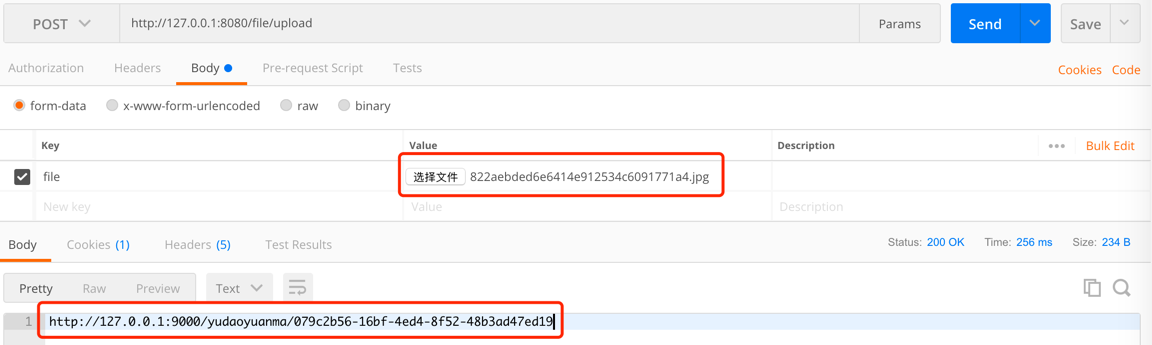 POST http://127.0.0.1:8080/file/upload Params Send Save
Authorization Headers Body Pre-request Script Tests Cookies Code
form-data x-www-form-urlencoded raw binary
Key Value Description ••• Bulk Edit
file 选择文件 822aebded6e6414e912534c6091771a4.jpg
New key Value Description
Body Cookies (1) Headers (5) Test Results Status: 200 OK Time: 256 ms Size: 234 B
Pretty Raw Preview Text
1 http://127.0.0.1:9000/yudaoyuanma/079c2b56-16bf-4ed4-8f52-48b3ad47ed19